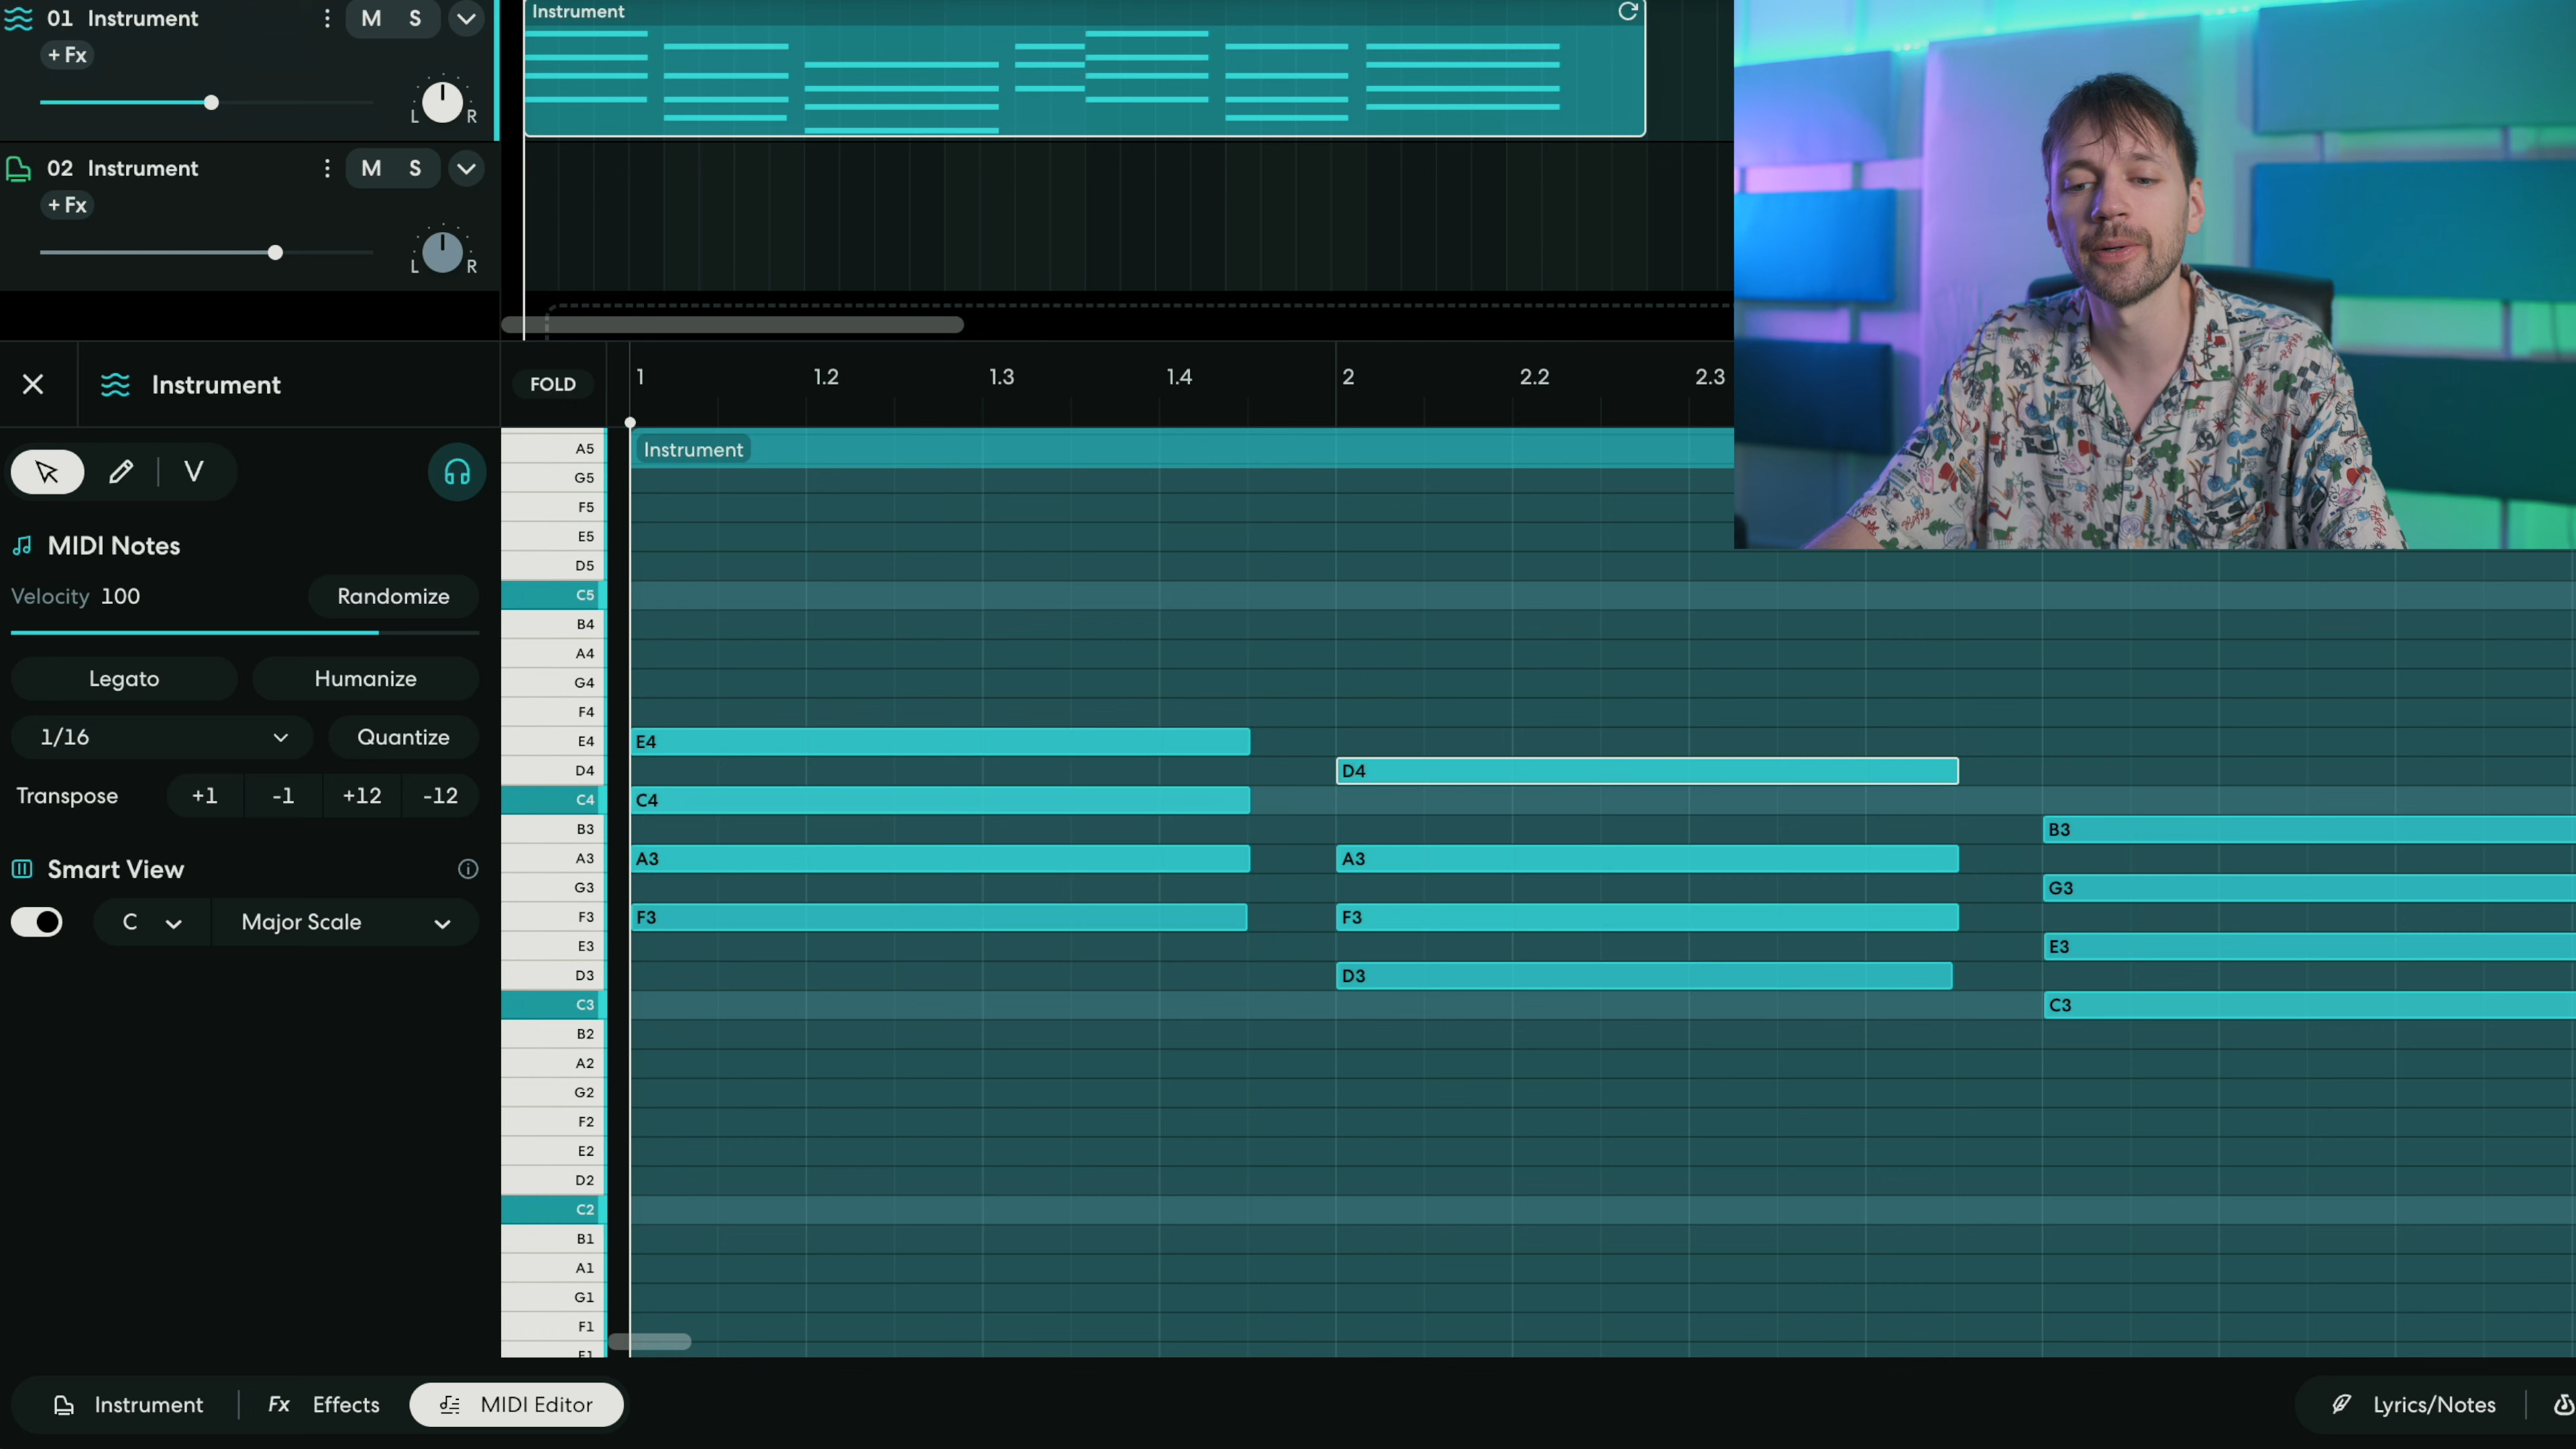 01 Instrument
M S
+ Fx
L R
Instrument
02 Instrument
M S
+ Fx
L R
Instrument
FOLD
1 1.2 1.3 1.4 2 2.2 2.3
V
MIDI Notes
Velocity 100
Randomize
Legato
Humanize
1/16
Quantize
Transpose +1 -1 +12 -12
Smart View
C
Major Scale
Instrument
A5
G5
F5
E5
D5
C5
B4
A4
G4
F4
E4 E4
D4 D4
C4 C4
B3 B3
A3 A3 A3
G3 G3
F3 F3 F3
E3 E3
D3 D3
C3 C3
B2
A2
G2
F2
E2
D2
C2
B1
A1
G1
F1
E1
Instrument
Fx Effects
MIDI Editor
Lyrics/Notes